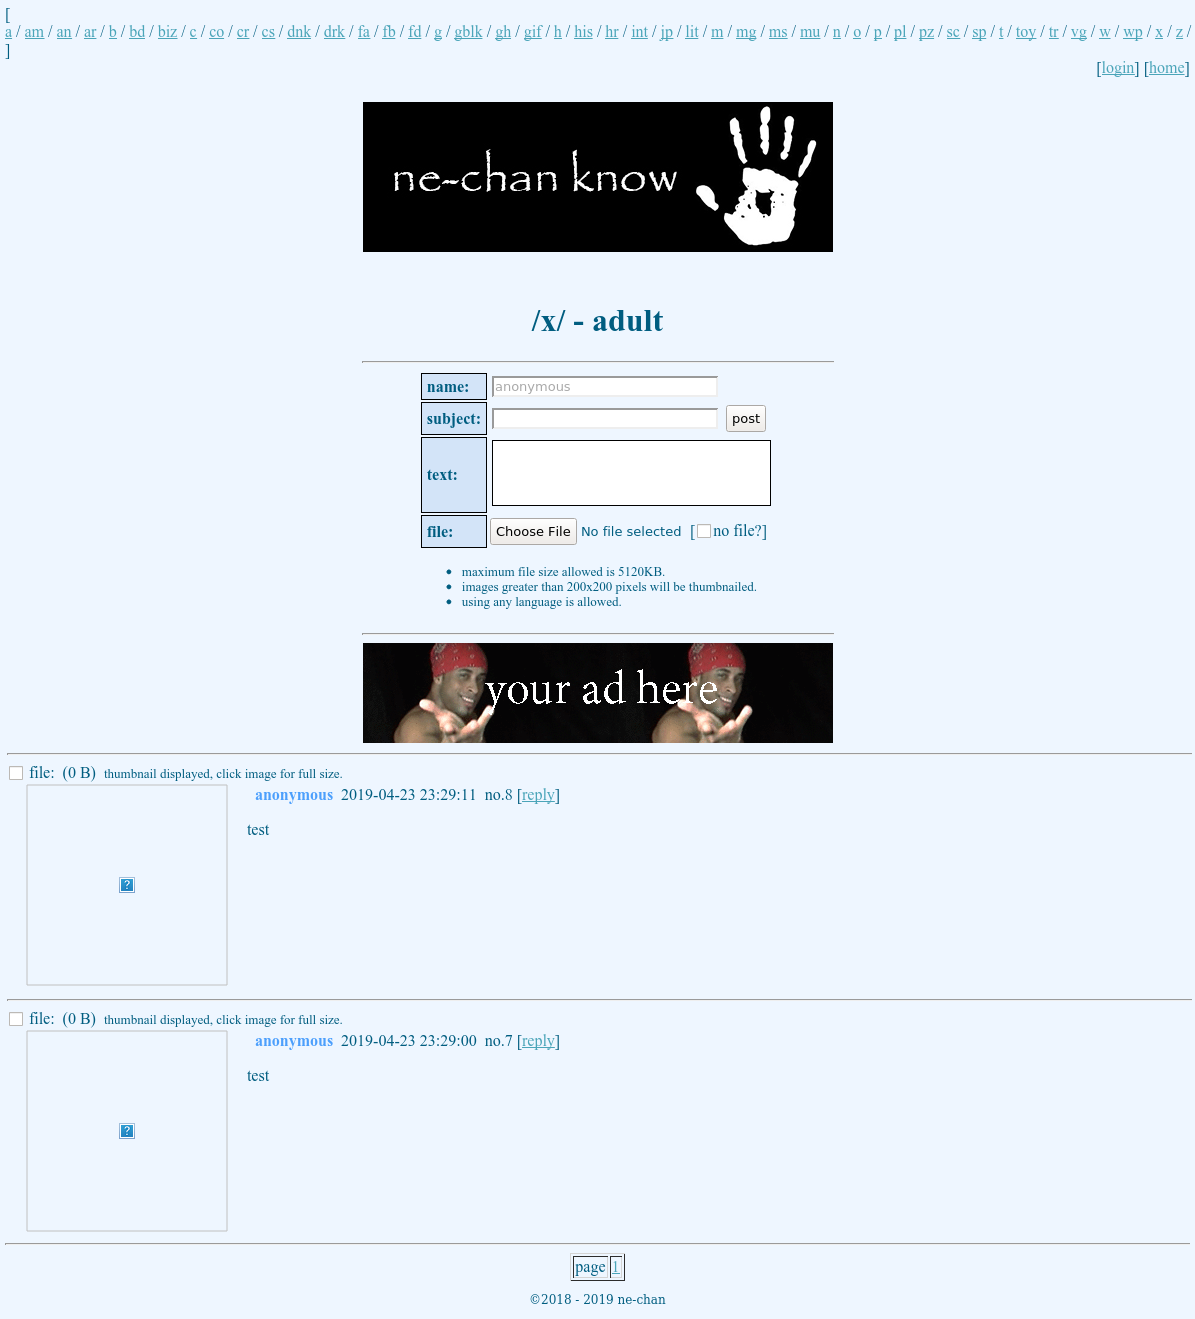 [
a / am / an / ar / b / bd / biz / c / co / cr / cs / dnk / drk / fa / fb / fd / g / gblk / gh / gif / h / his / hr / int / jp / lit / m / mg / ms / mu / n / o / p / pl / pz / sc / sp / t / toy / tr / vg / w / wp / x / z /
]
[login] [home]
ne-chan know
/x/ - adult
name: anonymous
subject: post
text:
file: Choose File No file selected [ no file?]
• maximum file size allowed is 5120KB.
• images greater than 200x200 pixels will be thumbnailed.
• using any language is allowed.
your ad here
file: (0 B) thumbnail displayed, click image for full size.
anonymous 2019-04-23 23:29:11 no.8 [reply]
test
?
file: (0 B) thumbnail displayed, click image for full size.
anonymous 2019-04-23 23:29:00 no.7 [reply]
test
?
page 1
©2018 - 2019 ne-chan